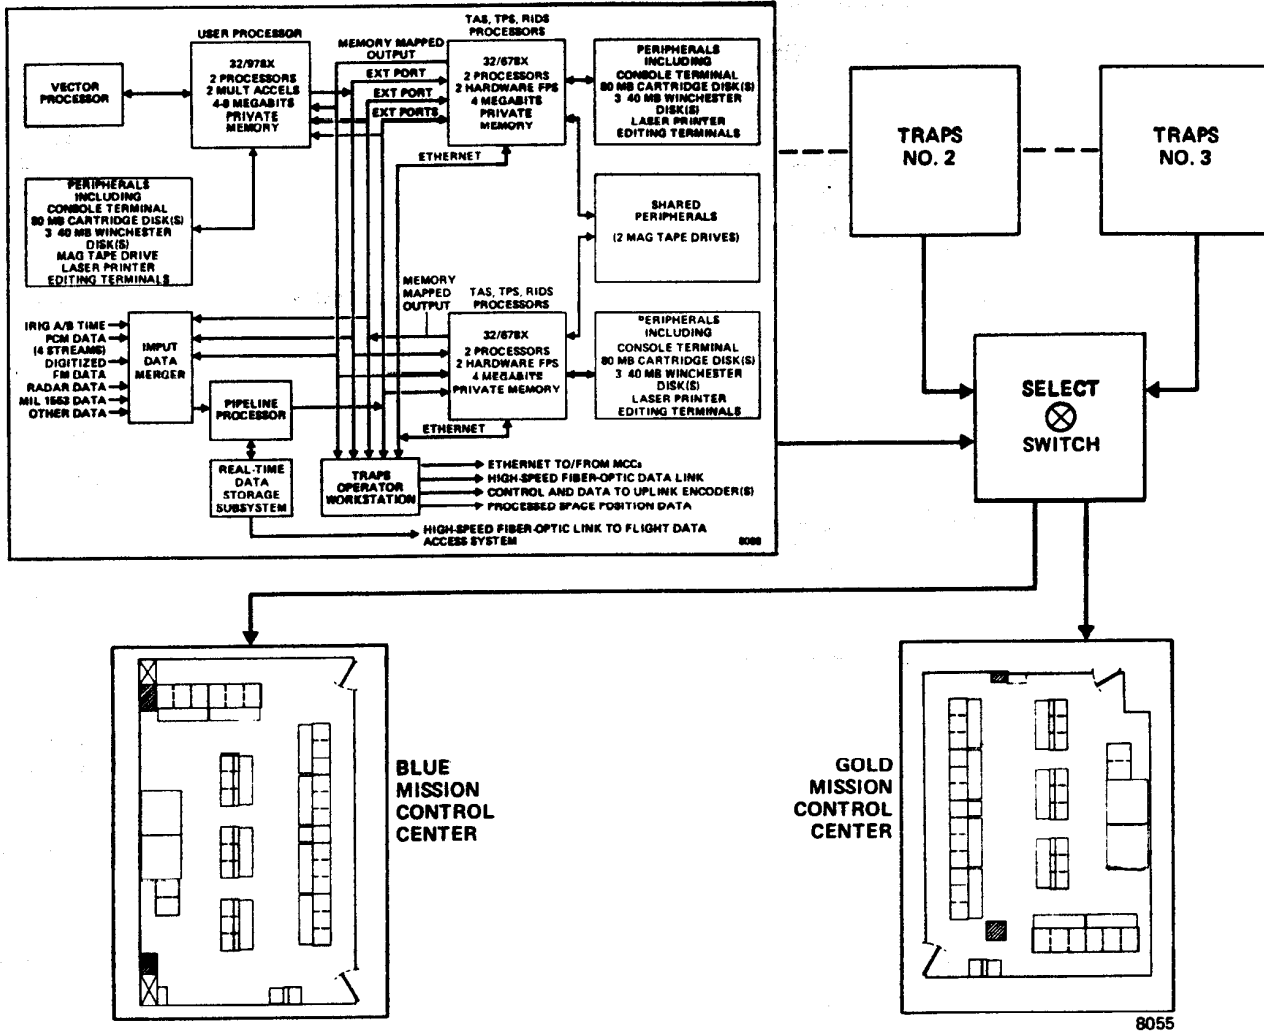 USER PROCESSOR
32/978X
2 PROCESSORS
2 MULT ACCELS
4-8 MEGABITS
PRIVATE
MEMORY
VECTOR
PROCESSOR
MEMORY MAPPED
OUTPUT
EXT PORT
EXT PORT
EXT PORTS
ETHERNET
TAS, TPS, RIDS
PROCESSORS
32/678X
2 PROCESSORS
2 HARDWARE FPS
4 MEGABITS
PRIVATE
MEMORY
PERIPHERALS
INCLUDING
CONSOLE TERMINAL
80 MB CARTRIDGE DISK(S)
3 40 MB WINCHESTER
DISK(S)
LASER PRINTER
EDITING TERMINALS
PERIPHERALS
INCLUDING
CONSOLE TERMINAL
80 MB CARTRIDGE DISK(S)
3 40 MB WINCHESTER
DISK(S)
MAG TAPE DRIVE
LASER PRINTER
EDITING TERMINALS
SHARED
PERIPHERALS
(2 MAG TAPE DRIVES)
MEMORY
MAPPED
OUTPUT
TAS, TPS, RIDS
PROCESSORS
32/678X
2 PROCESSORS
2 HARDWARE FPS
4 MEGABITS
PRIVATE MEMORY
ETHERNET
PERIPHERALS
INCLUDING
CONSOLE TERMINAL
80 MB CARTRIDGE DISK(S)
3 40 MB WINCHESTER
DISK(S)
LASER PRINTER
EDITING TERMINALS
IRIG A/B TIME
PCM DATA
(4 STREAMS)
DIGITIZED
FM DATA
RADAR DATA
MIL 1553 DATA
OTHER DATA
IMPUT
DATA
MERGER
PIPELINE
PROCESSOR
REAL-TIME
DATA
STORAGE
SUBSYSTEM
TRAPS
OPERATOR
WORKSTATION
ETHERNET TO/FROM MCCs
HIGH-SPEED FIBER-OPTIC DATA LINK
CONTROL AND DATA TO UPLINK ENCODER(S)
PROCESSED SPACE POSITION DATA
HIGH-SPEED FIBER-OPTIC LINK TO FLIGHT DATA
ACCESS SYSTEM
TRAPS
NO. 2
TRAPS
NO. 3
SELECT
SWITCH
BLUE
MISSION
CONTROL
CENTER
GOLD
MISSION
CONTROL
CENTER
8055